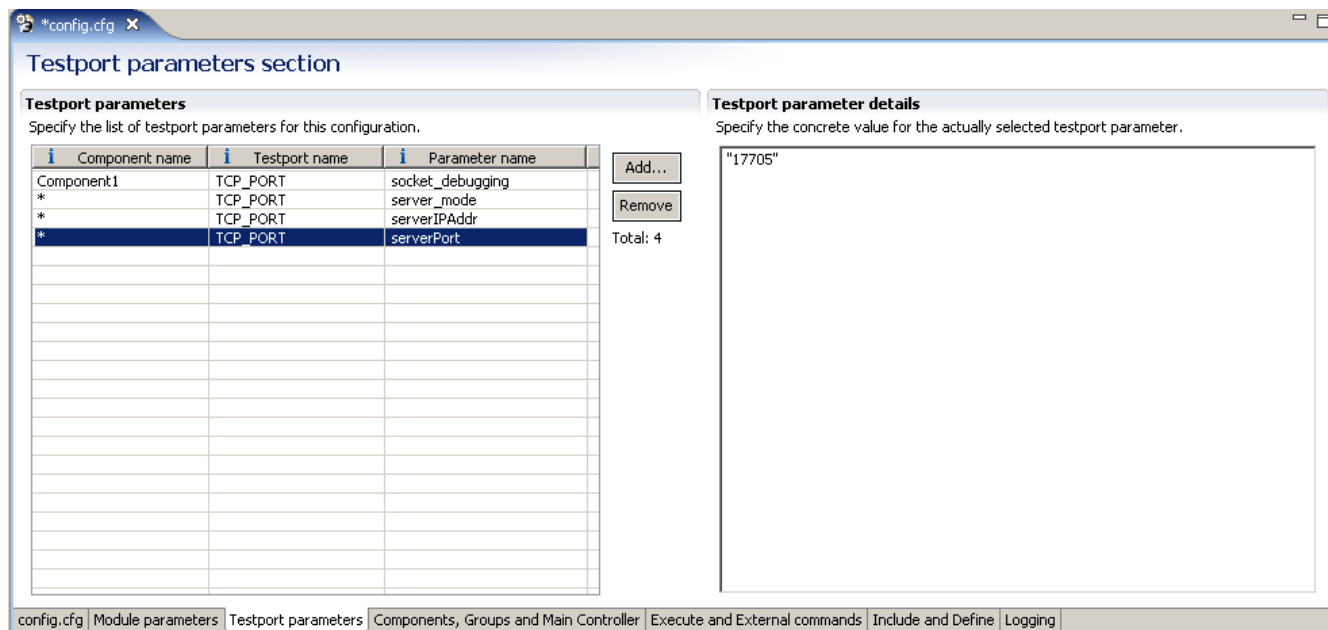 *config.cfg
Testport parameters section
Testport parameters
Specify the list of testport parameters for this configuration.
Component name Testport name Parameter name
Component1 TCP_PORT socket_debugging
* TCP_PORT server_mode
* TCP_PORT serverIPAddr
* TCP_PORT serverPort
Add...
Remove
Total: 4
Testport parameter details
Specify the concrete value for the actually selected testport parameter.
"17705"
config.cfg Module parameters Testport parameters Components, Groups and Main Controller Execute and External commands Include and Define Logging